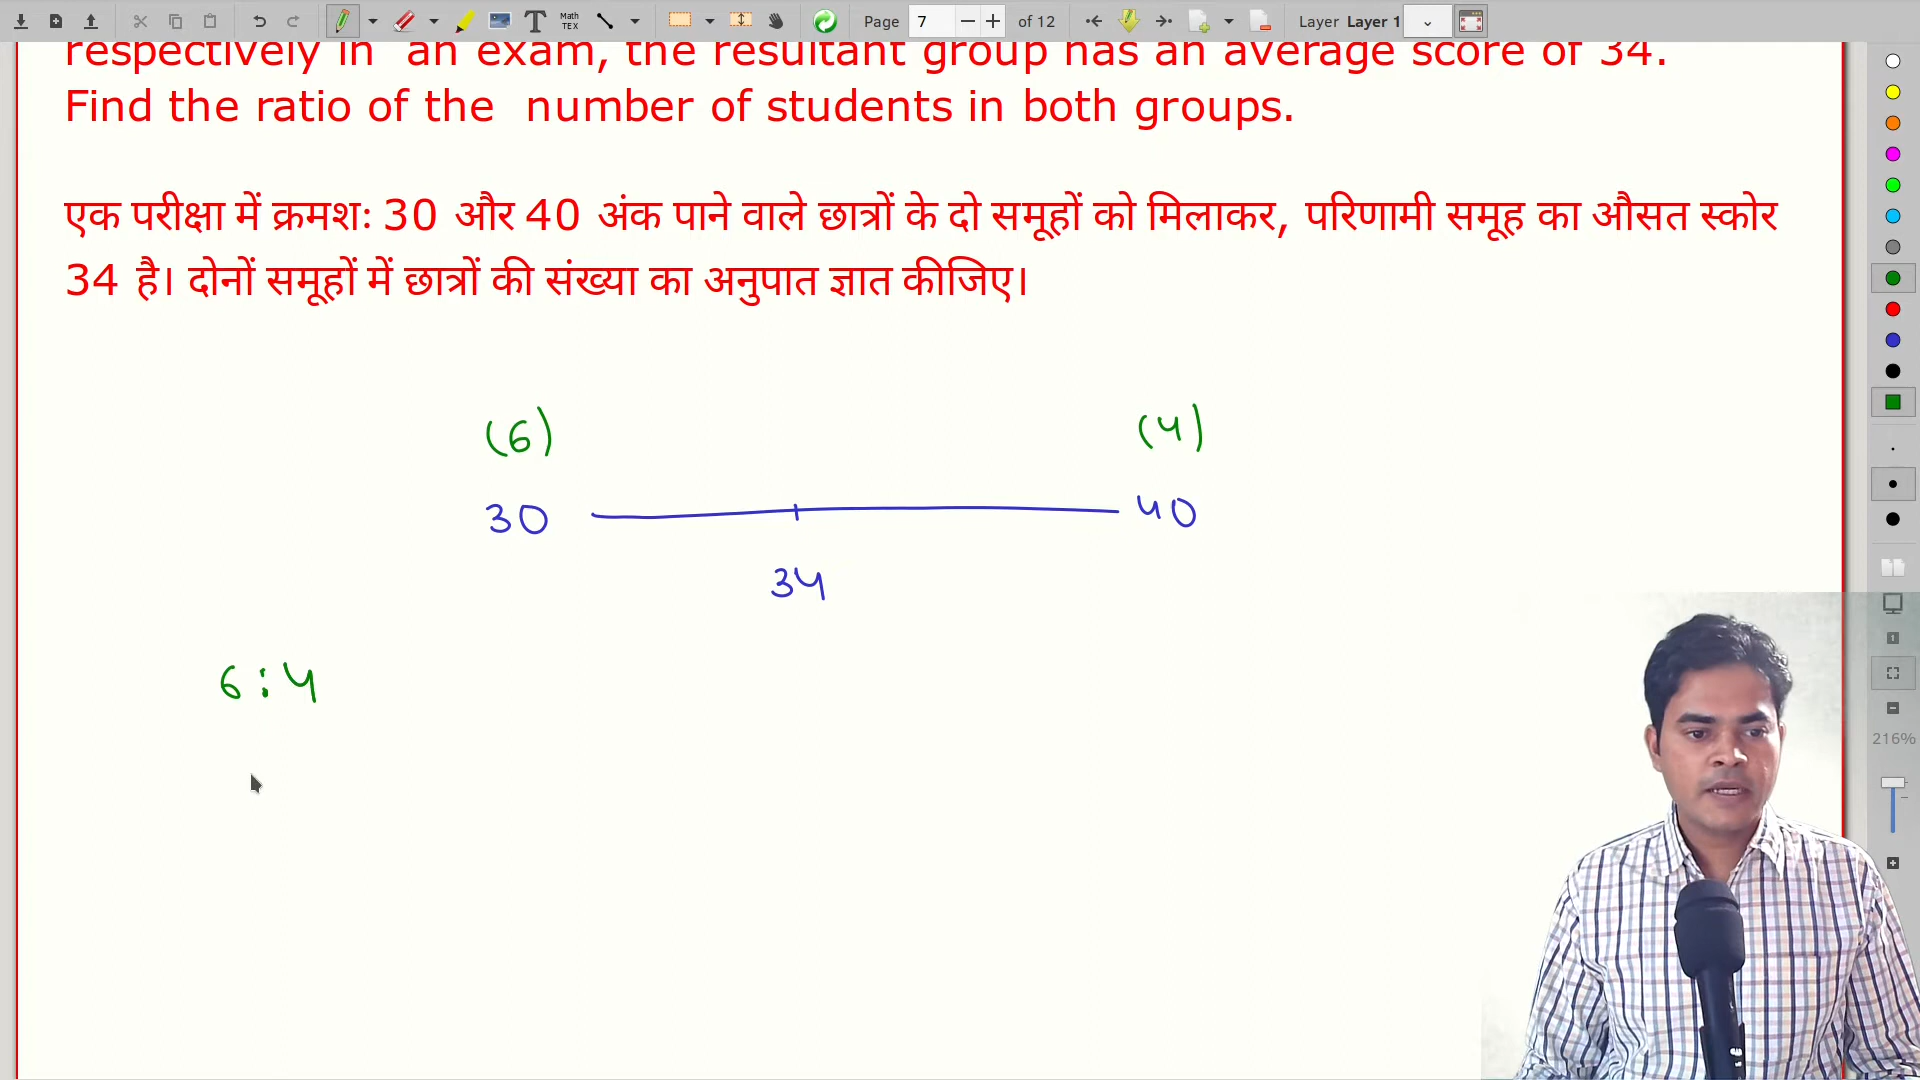 Math
TEX
Page 7 of 12 Layer Layer 1
respectively in an exam, the resultant group has an average score of 34.
Find the ratio of the number of students in both groups.
एक परीक्षा में क्रमशः 30 और 40 अंक पाने वाले छात्रों के दो समूहों को मिलाकर, परिणामी समूह का औसत स्कोर
34 है। दोनों समूहों में छात्रों की संख्या का अनुपात ज्ञात कीजिए।
(6) (4)
30 40
34
6 : 4
216%